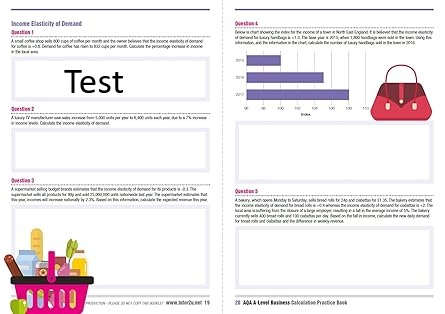 Income Elasticity of Demand
Question 1
A small coffee shop sells 800 cups of coffee per month and the owner believes that the income elasticity of demand
for coffee is +0.8. Demand for coffee has risen to 832 cups per month. Calculate the percentage increase in income
in the local area.
Test
Question 2
A luxury TV manufacturer saw sales increase from 5,000 units per year to 6,400 units each year, due to a 7% increase
in income levels. Calculate the income elasticity of demand.
Question 3
A supermarket selling budget brands estimates that the income elasticity of demand for its products is -0.3. The
supermarket sells all products for 99p and sold 25,000,000 units nationwide last year. The supermarket estimates that
this year, incomes will increase nationally by 2.3%. Based on this information, calculate the expected revenue this year.
PRODUCTION - PLEASE DO NOT COPY THIS BOOKLET www.tutor2u.net 19
Question 4
Below is chart showing the index for the income of a town in North East England. It is believed that the income elasticity
of demand for luxury handbags is +1.5. The base year is 2015, when 1,800 handbags were sold in the town. Using this
information, and the information in the chart, calculate the number of luxury handbags sold in the town in 2016.
2015
2016
2017
96 98 100 102 104 106 108 110
Index
Question 5
A bakery, which opens Monday to Saturday, sells bread rolls for 24p and ciabattas for £1.35. The bakery estimates that
the income elasticity of demand for bread rolls is +0.6 whereas the income elasticity of demand for ciabattas is +2. The
local area is suffering from the closure of a large employer, resulting in a fall in the average income of 5%. The bakery
currently sells 400 bread rolls and 100 ciabattas per day. Based on the fall in income, calculate the new daily demand
for bread rolls and ciabattas and the difference in weekly revenue.
20 AQA A-Level Business Calculation Practice Book